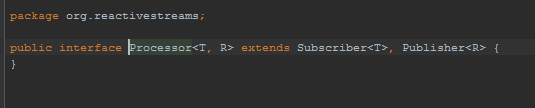 package org.reactivestreams;
public interface Processor<T, R> extends Subscriber<T>, Publisher<R> {
}